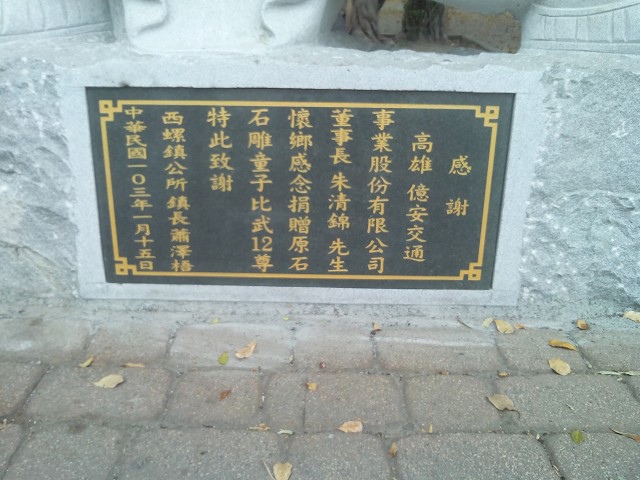 感謝
高雄 億安交通
事業股份有限公司
董事長 朱清錦 先生
懷鄉感念捐贈原石
石雕童子比武12尊
特此致謝
西螺鎮公所 鎮長 蕭澤梧
中華民國一0三年一月十五日